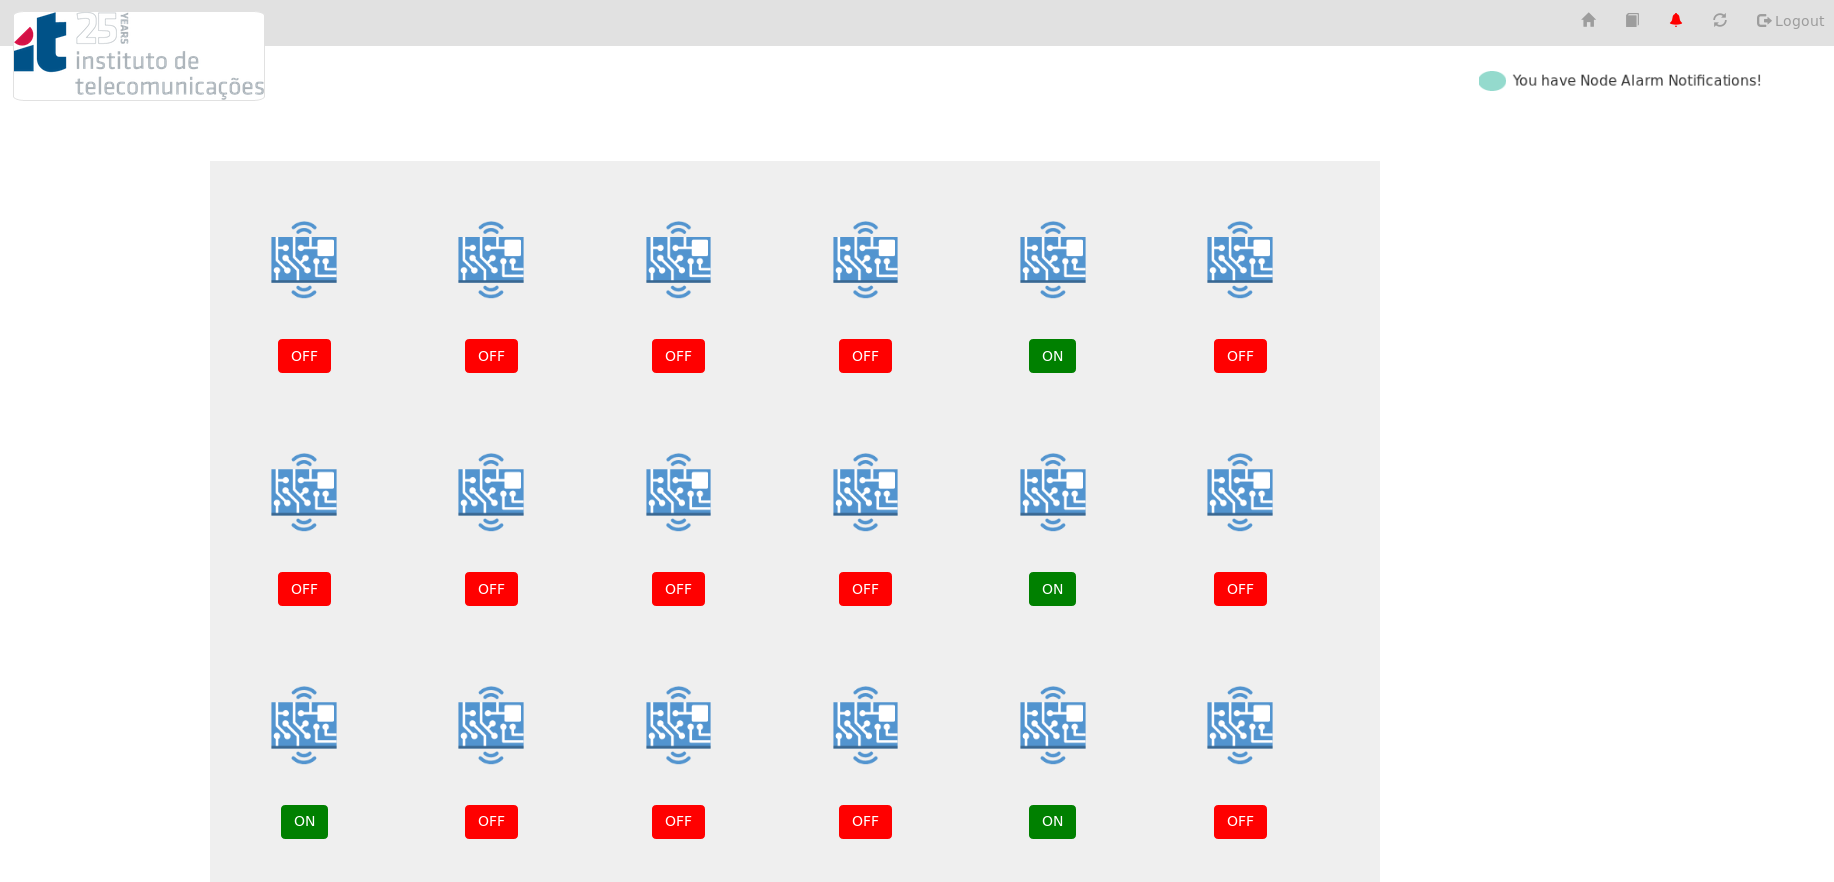 25 YEARS
instituto de
telecomunicações
Logout
You have Node Alarm Notifications!
OFF OFF OFF OFF ON OFF
OFF OFF OFF OFF ON OFF
ON OFF OFF OFF ON OFF